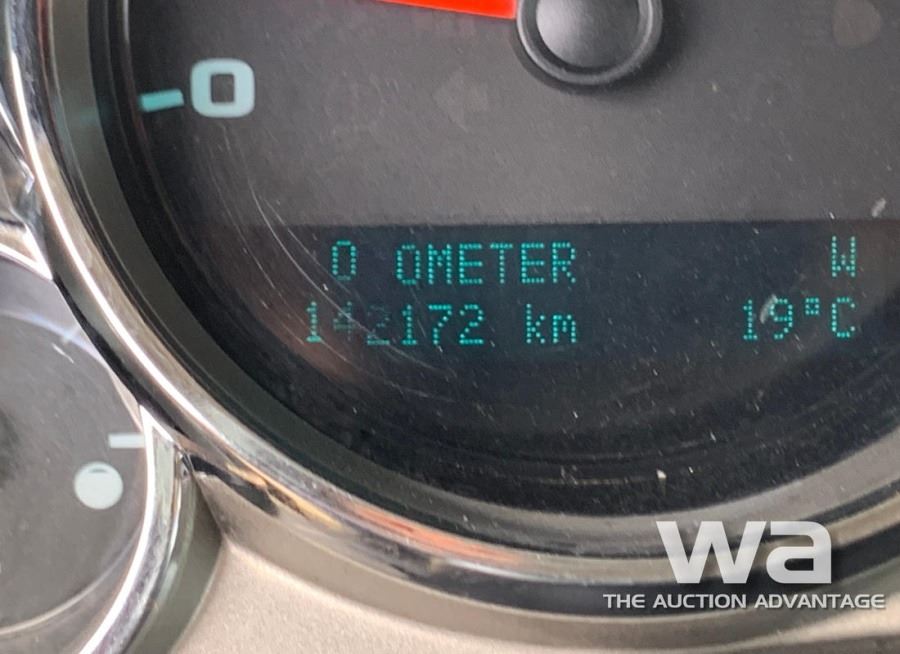 0
O OMETER W
142172 km 19°C
wa
THE AUCTION ADVANTAGE